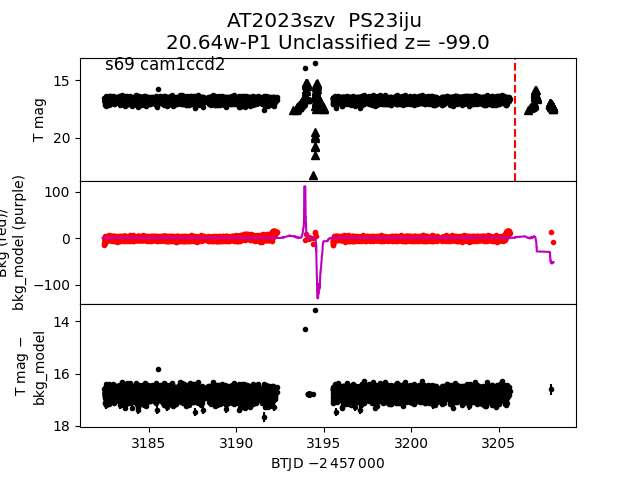 AT2023szv  PS23iju
20.64w-P1 Unclassified z= -99.0
s69 cam1ccd2
T mag
15
20
Bkg (red)/
bkg_model (purple)
100
0
−100
T mag −
bkg_model
14
16
18
3185
3190
3195
3200
3205
BTJD −2 457 000